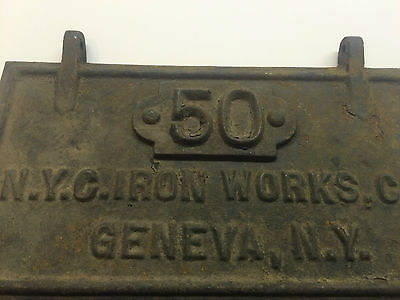 50
N.Y.C. IRON WORKS, C
GENEVA, N.Y.